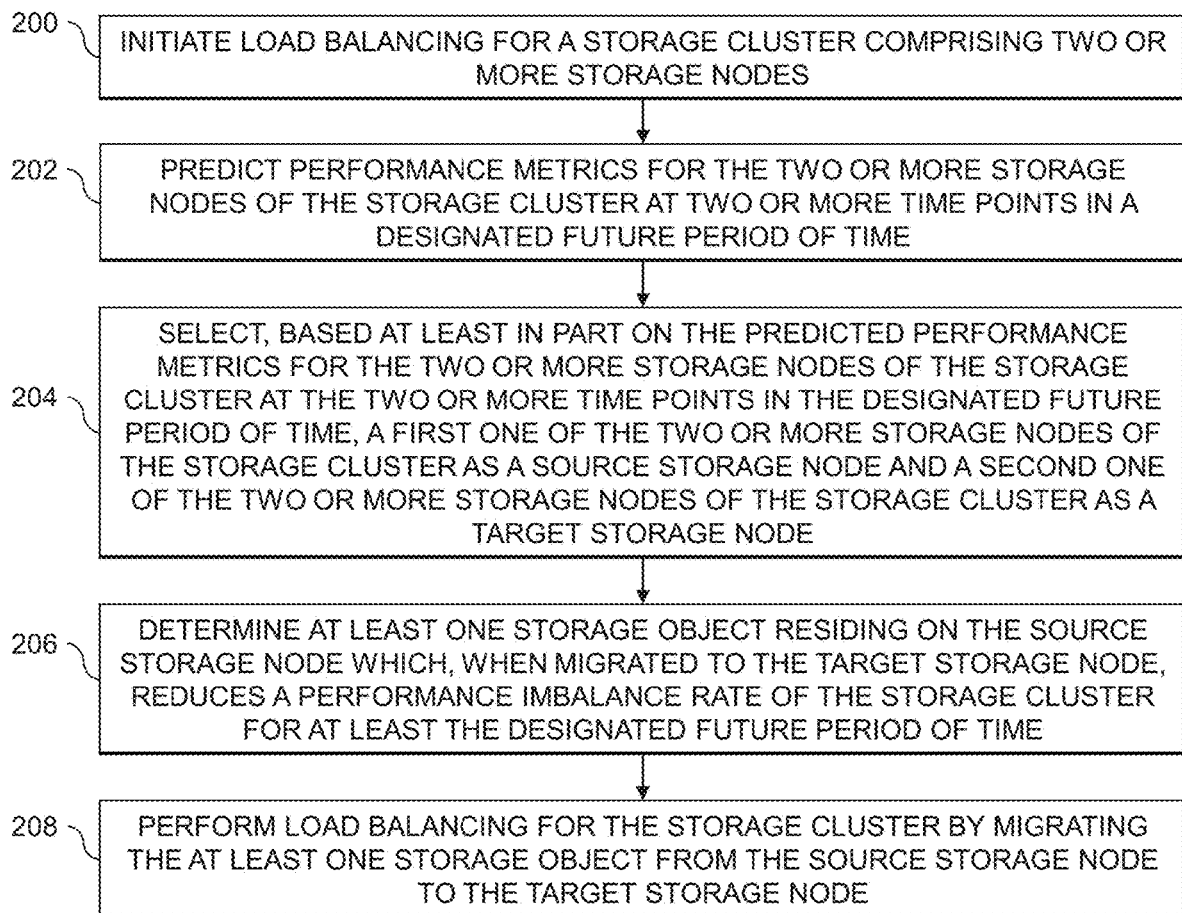 200
INITIATE LOAD BALANCING FOR A STORAGE CLUSTER COMPRISING TWO OR
MORE STORAGE NODES
202
PREDICT PERFORMANCE METRICS FOR THE TWO OR MORE STORAGE
NODES OF THE STORAGE CLUSTER AT TWO OR MORE TIME POINTS IN A
DESIGNATED FUTURE PERIOD OF TIME
204
SELECT, BASED AT LEAST IN PART ON THE PREDICTED PERFORMANCE
METRICS FOR THE TWO OR MORE STORAGE NODES OF THE STORAGE
CLUSTER AT THE TWO OR MORE TIME POINTS IN THE DESIGNATED FUTURE
PERIOD OF TIME, A FIRST ONE OF THE TWO OR MORE STORAGE NODES OF
THE STORAGE CLUSTER AS A SOURCE STORAGE NODE AND A SECOND ONE
OF THE TWO OR MORE STORAGE NODES OF THE STORAGE CLUSTER AS A
TARGET STORAGE NODE
206
DETERMINE AT LEAST ONE STORAGE OBJECT RESIDING ON THE SOURCE
STORAGE NODE WHICH, WHEN MIGRATED TO THE TARGET STORAGE NODE,
REDUCES A PERFORMANCE IMBALANCE RATE OF THE STORAGE CLUSTER
FOR AT LEAST THE DESIGNATED FUTURE PERIOD OF TIME
208
PERFORM LOAD BALANCING FOR THE STORAGE CLUSTER BY MIGRATING
THE AT LEAST ONE STORAGE OBJECT FROM THE SOURCE STORAGE NODE
TO THE TARGET STORAGE NODE